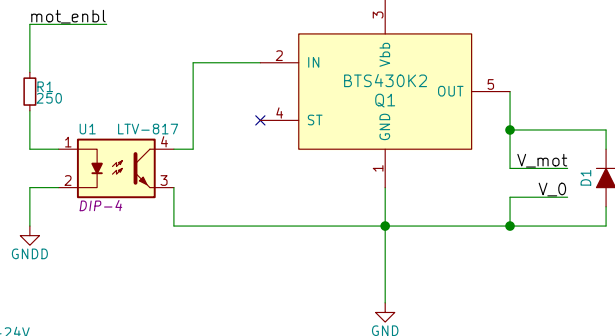 mot_enbl
3
R1
250
Vbb
2
IN
BTS430K2
Q1
OUT
5
4
ST
GND
1
U1
LTV-817
1
4
2
3
DIP-4
GNDD
V_mot
V_0
D1
GND
-24V